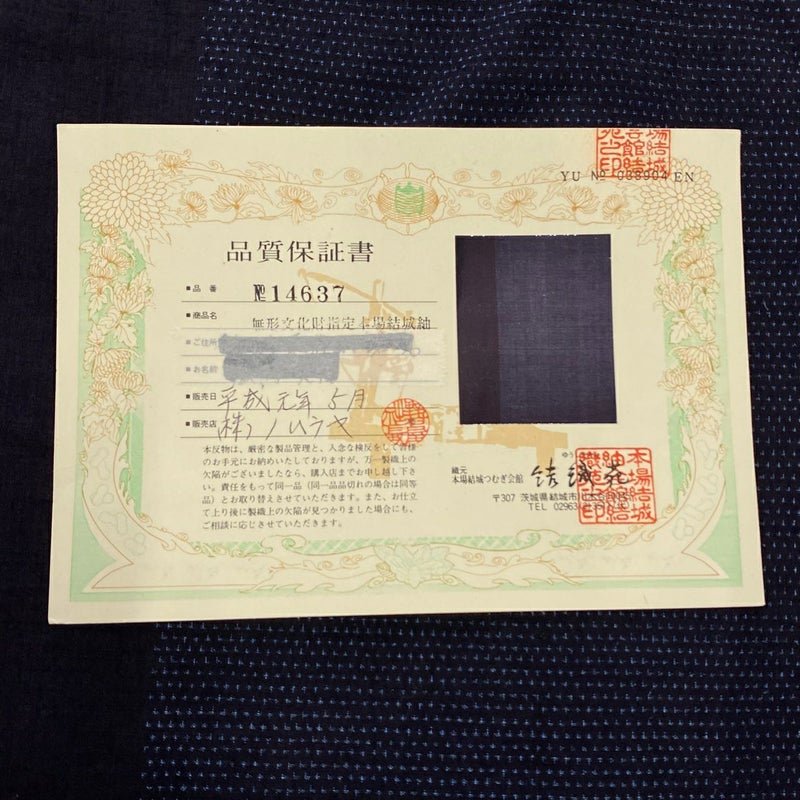 YU № 008904 EN
品質保証書
■品番 №14637
■商品名 無形文化財指定本場結城紬
■ご住所
■お名前
■販売日 平成元年 5月
■販売店 (株)ノムラヤ
本反物は、厳密な製品管理と、入念な検反をして皆様
のお手元にお納めいたしておりますが、万一製織上の
欠陥がございましたなら、購入店までお申し越し下さ
い。責任をもって同一品(同一品品切れの場合は同等
品)とお取り替えさせていただきます。また、お仕立
て上り後に製織上の欠陥が見つかりました場合にも、
ご相談に応じさせていただきます。
織元
本場結城つむぎ会館
結織苑
〒307 茨城県結城市
TEL 02963